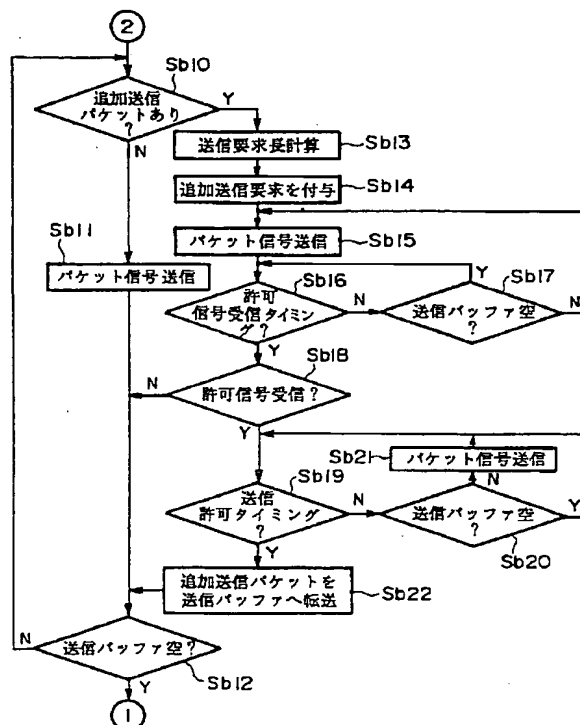 2
Sb10
追加送信
パケットあり
?
Y
N
送信要求長計算
Sb13
追加送信要求を付与
Sb14
Sb11
パケット信号送信
Sb15
パケット信号送信
Sb16
Y
Sb17
許可
信号受信タイミン
グ?
N
送信バッファ空
?
N
Y
Sb18
N
許可信号受信?
Y
Sb21
パケット信号送信
Sb19
N
送信
許可タイミング
?
N
送信バッファ空
?
Y
Y
Sb20
追加送信パケットを
送信バッファへ転送
Sb22
N
送信バッファ空?
Sb12
Y
1